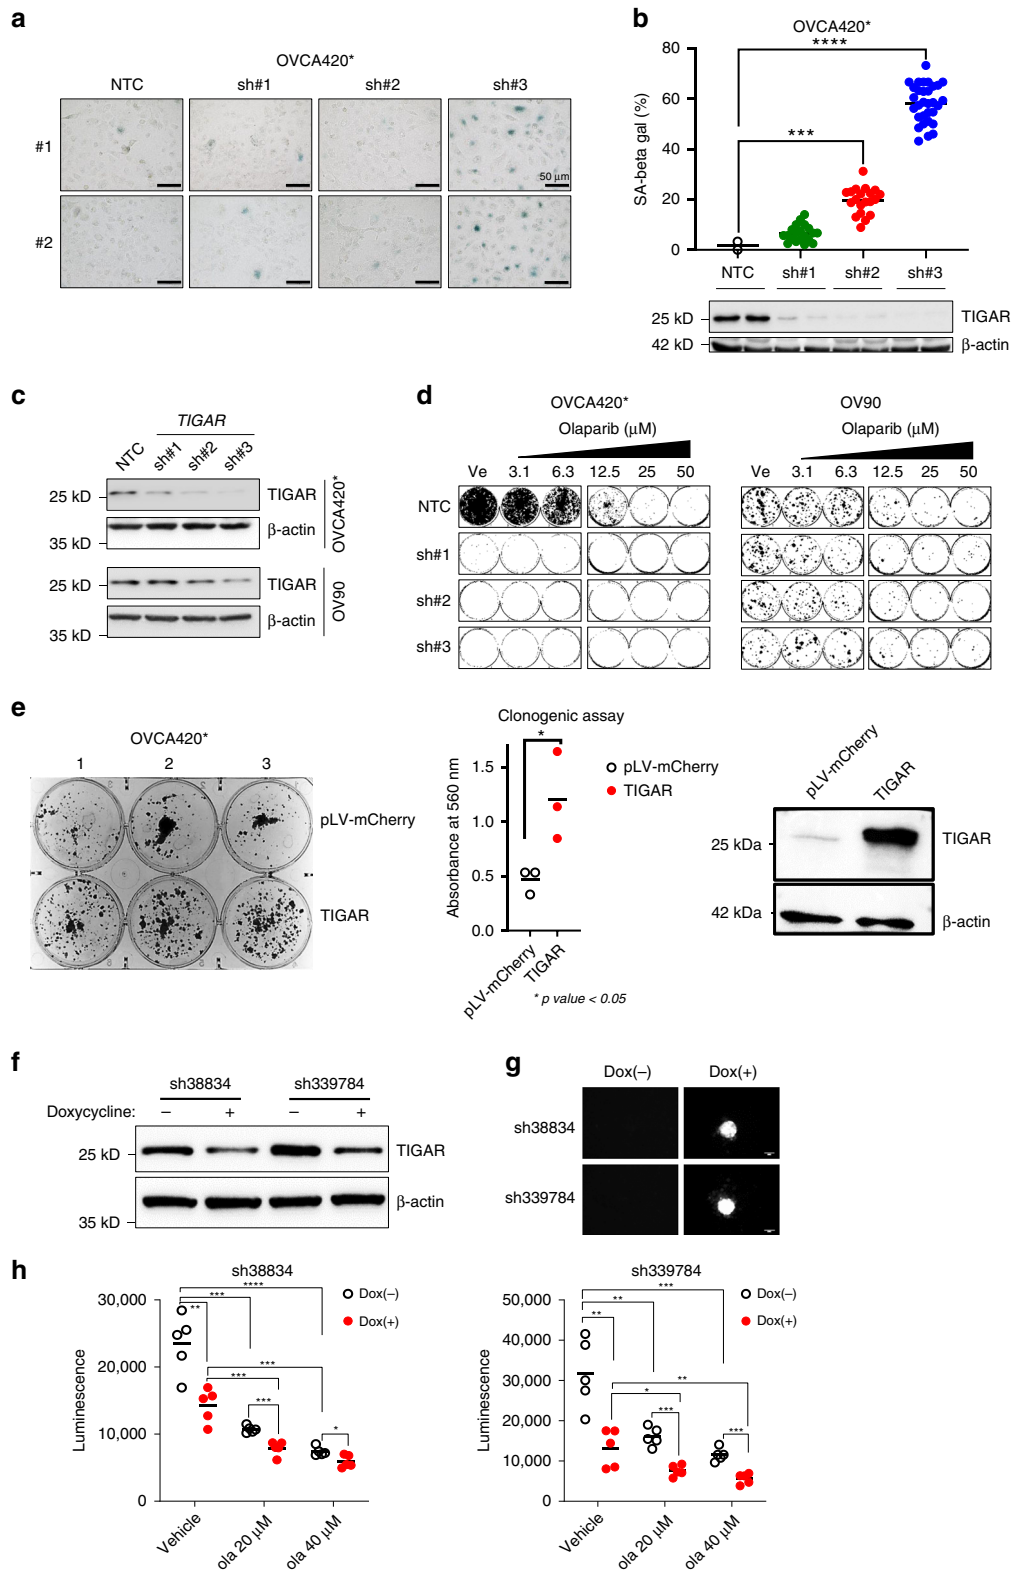 a
OVCA420*
NTC sh#1 sh#2 sh#3
#1
50 μm
#2
b
OVCA420*
****
***
SA-beta gal (%)
80
60
40
20
0
NTC sh#1 sh#2 sh#3
25 kD TIGAR
42 kD β-actin
c
TIGAR
NTC sh#1 sh#2 sh#3
25 kD TIGAR
β-actin
35 kD
OVCA420*
25 kD TIGAR
β-actin
35 kD
OV90
d
OVCA420* OV90
Olaparib (μM) Olaparib (μM)
Ve 3.1 6.3 12.5 25 50 Ve 3.1 6.3 12.5 25 50
NTC
sh#1
sh#2
sh#3
e
OVCA420*
1 2 3
pLV-mCherry
TIGAR
Clonogenic assay
*
Absorbance at 560 nm
1.5
1.0
0.5
0.0
pLV-mCherry
TIGAR
pLV-mCherry TIGAR
* p value < 0.05
pLV-mCherry TIGAR
25 kDa TIGAR
42 kDa β-actin
f
sh38834 sh339784
Doxycycline: – + – +
25 kD TIGAR
β-actin
35 kD
g
Dox(–) Dox(+)
sh38834
sh339784
h
sh38834
Luminescence
30,000
20,000
10,000
0
****
***
**
***
***
***
*
Dox(–)
Dox(+)
Vehicle ola 20 μM ola 40 μM
sh339784
Luminescence
50,000
40,000
30,000
20,000
10,000
0
***
**
**
**
*
***
***
Dox(–)
Dox(+)
Vehicle ola 20 μM ola 40 μM